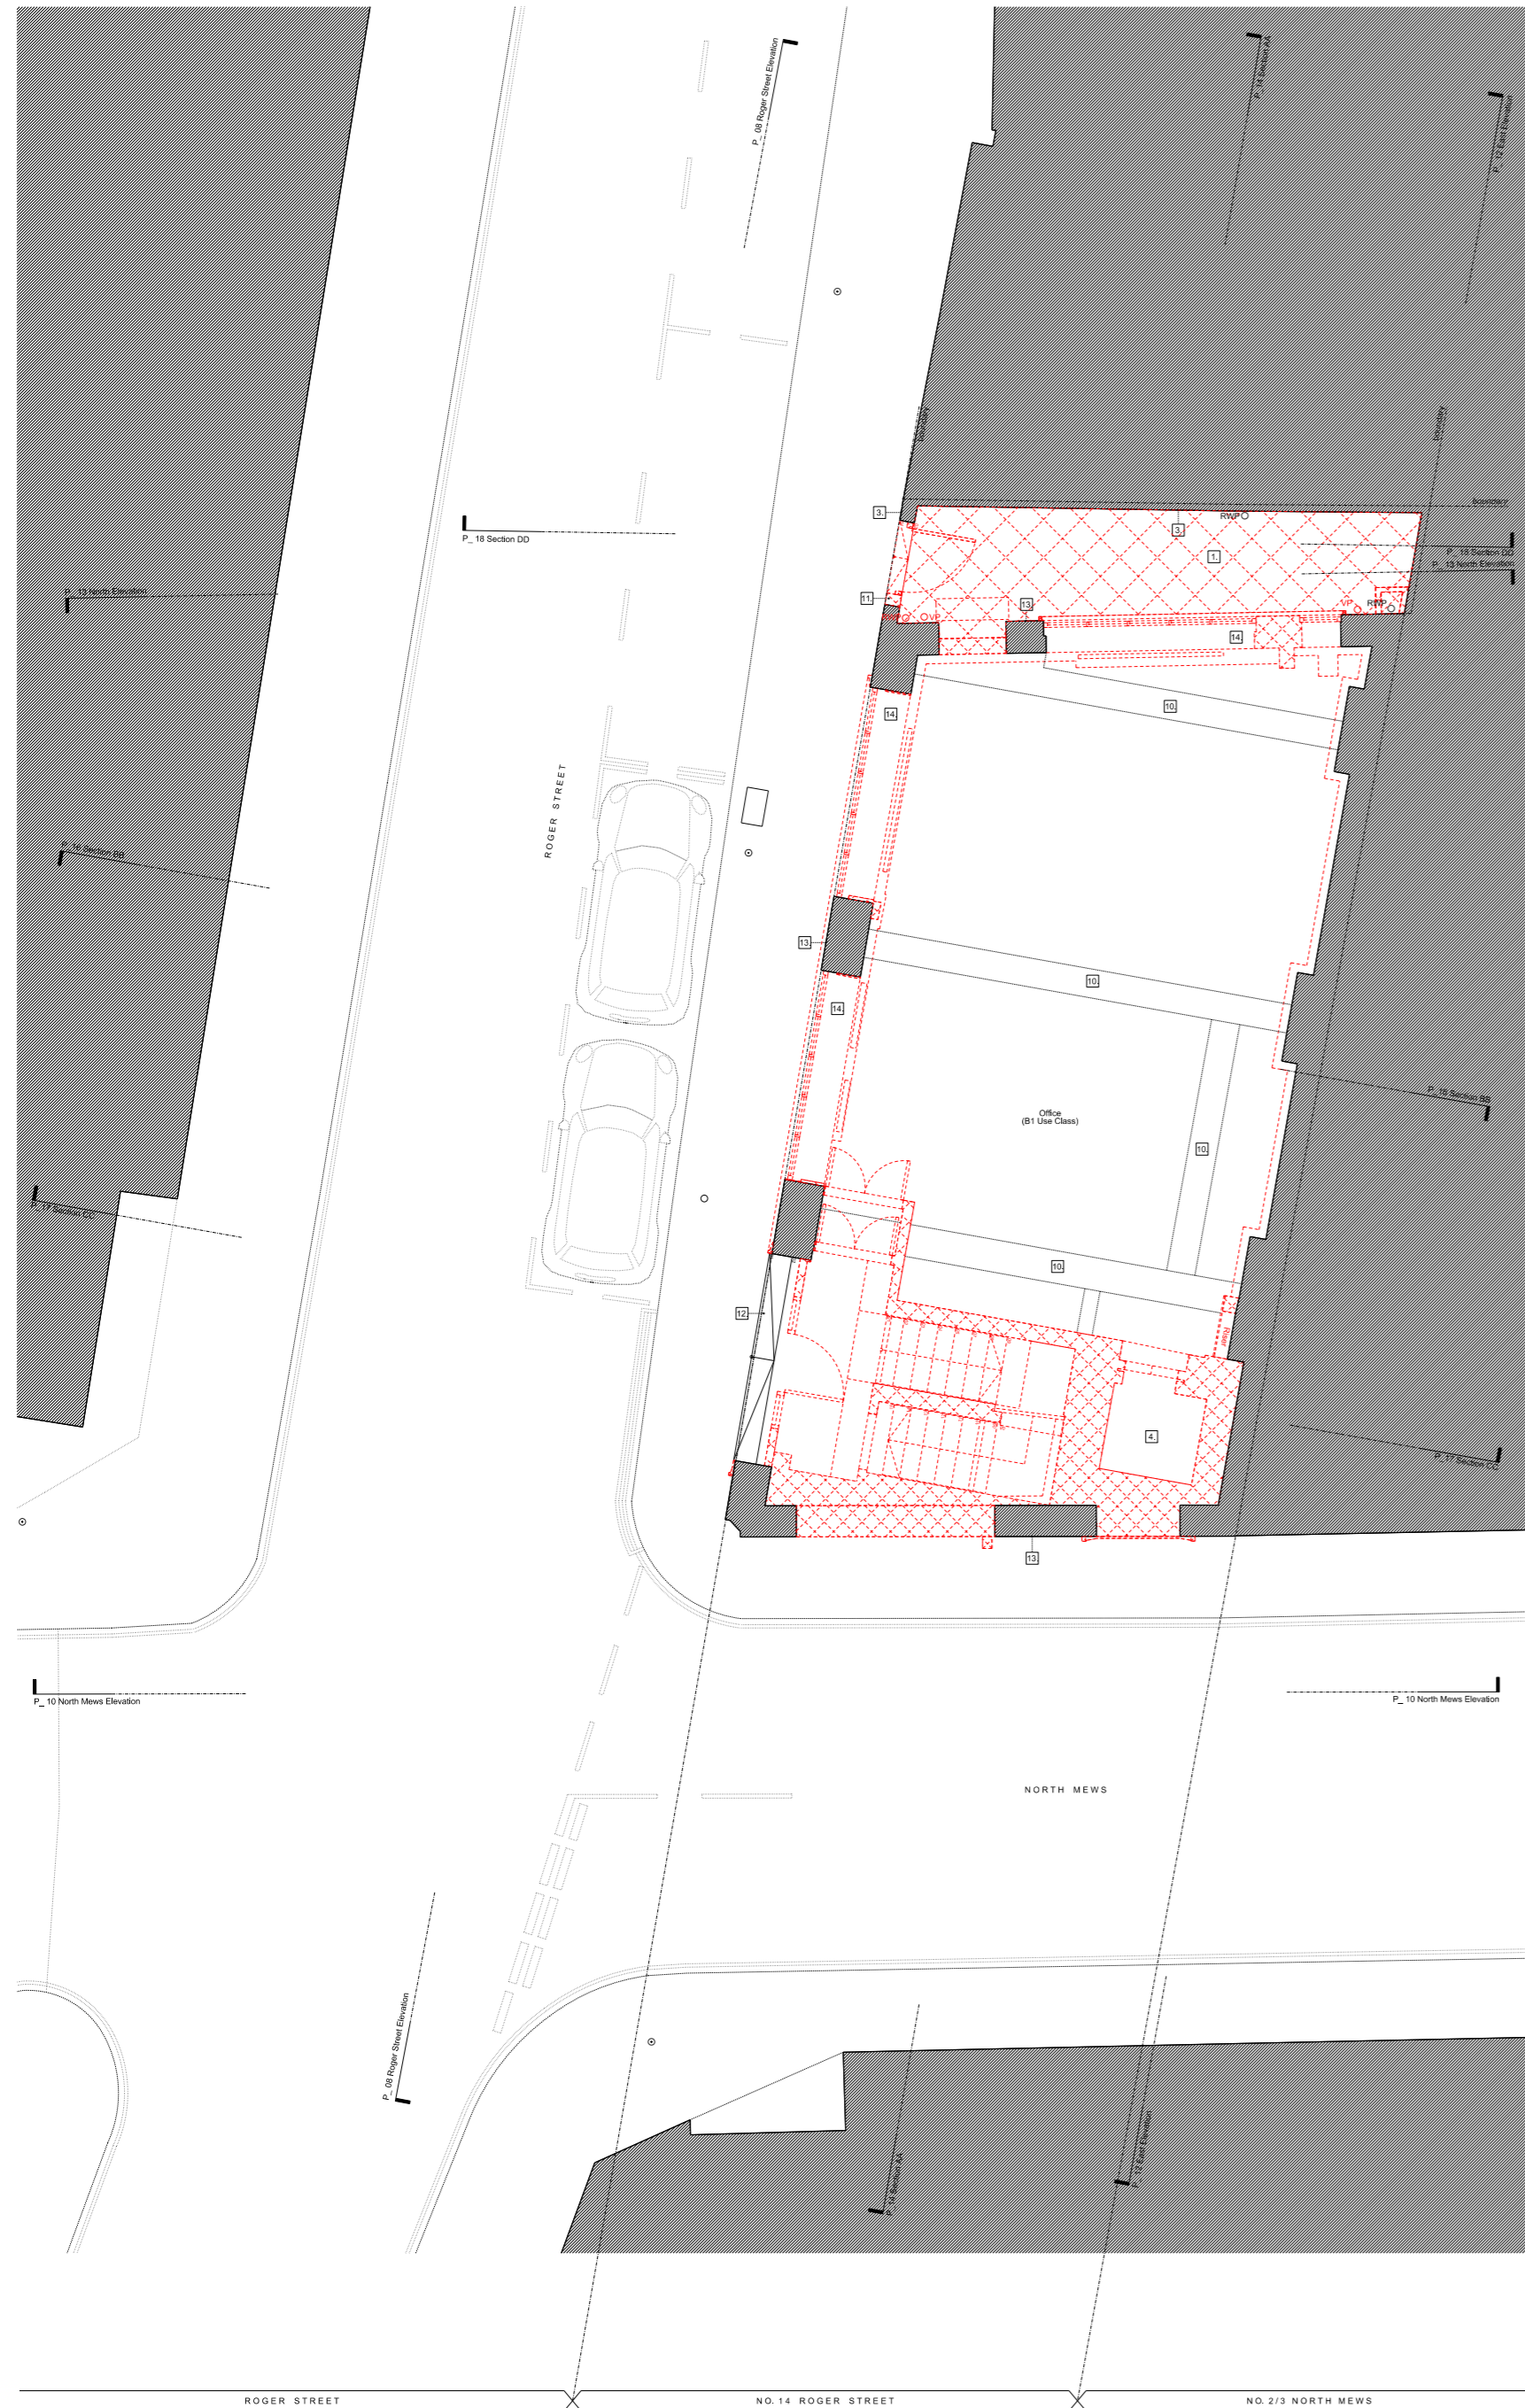 P_ 08 Roger Street Elevation
P_ 14 Section AA
P_ 12 East Elevation
boundary
boundary
boundary
3.
3.
RWP
1.
P_ 18 Section DD
P_ 18 Section DD
P_ 13 North Elevation
P_ 13 North Elevation
11.
13.
VP
RWP
VP
14.
10.
14.
ROGER STREET
P_ 16 Section BB
13.
10.
14.
P_ 16 Section BB
Office
(B1 Use Class)
10.
P_ 17 Section CC
10.
12.
Riser
4.
P_ 17 Section CC
13.
P_ 10 North Mews Elevation
P_ 10 North Mews Elevation
NORTH MEWS
P_ 08 Roger Street Elevation
P_ 14 Section AA
P_ 12 East Elevation
ROGER STREET
NO. 14 ROGER STREET
NO. 2/3 NORTH MEWS